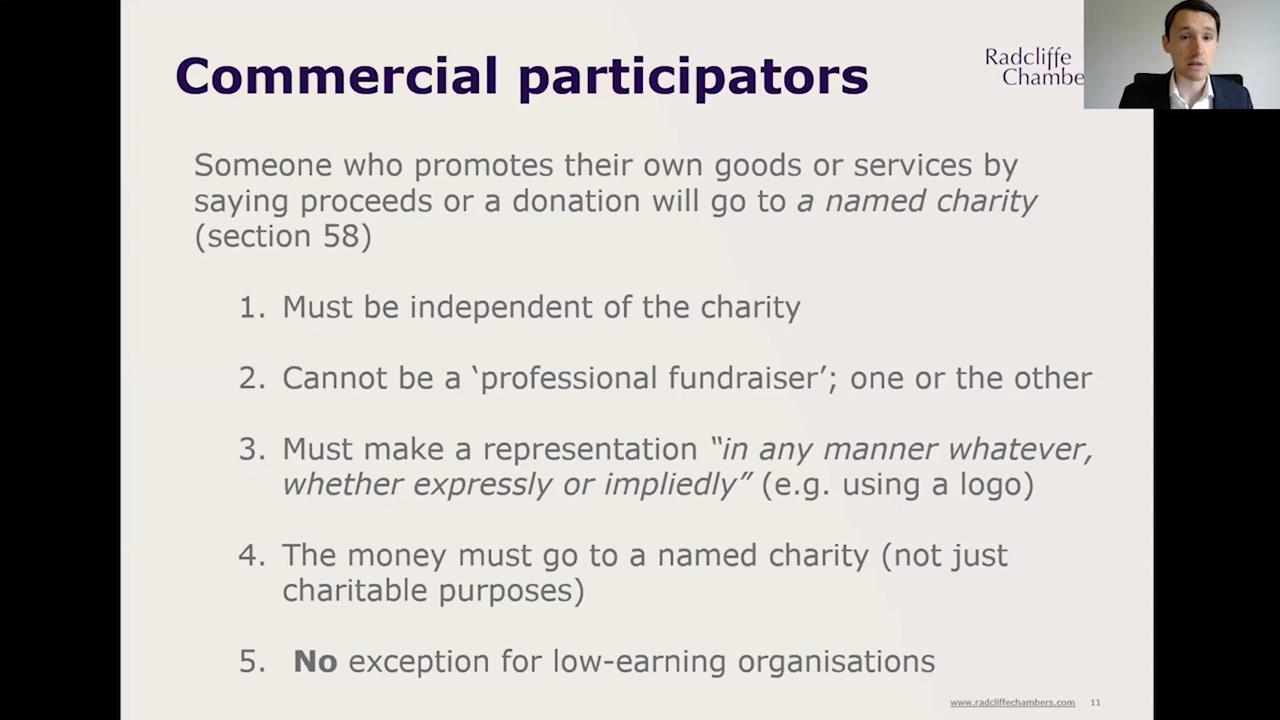 Commercial participators
Radcliffe
Someone who promotes their own goods or services by
saying proceeds or a donation will go to a named charity
(section 58)
1. Must be independent of the charity
2. Cannot be a ‘professional fundraiser’; one or the other
3. Must make a representation “in any manner whatever,
whether expressly or impliedly” (e.g. using a logo)
4. The money must go to a named charity (not just
charitable purposes)
5. No exception for low-earning organisations
www.radcliffechambers.com 11